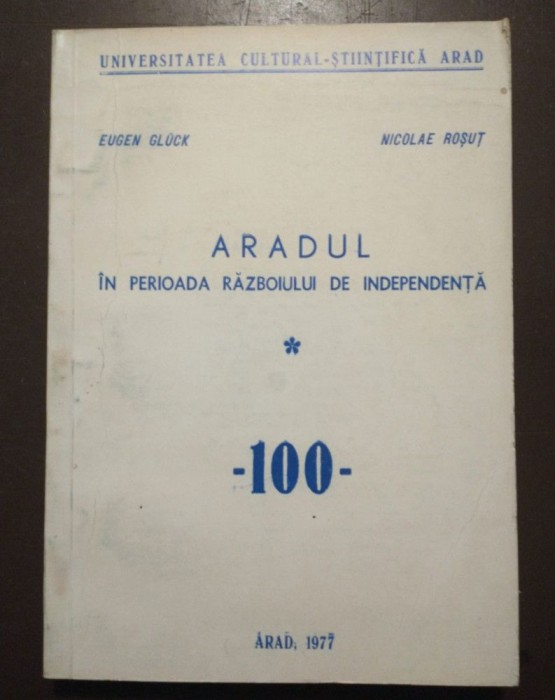 UNIVERSITATEA CULTURAL-ȘTIINȚIFICĂ ARAD
EUGEN GLÜCK NICOLAE ROȘUȚ
ARADUL
ÎN PERIOADA RĂZBOIULUI DE INDEPENDENȚĂ
*
-100-
ARAD, 1977